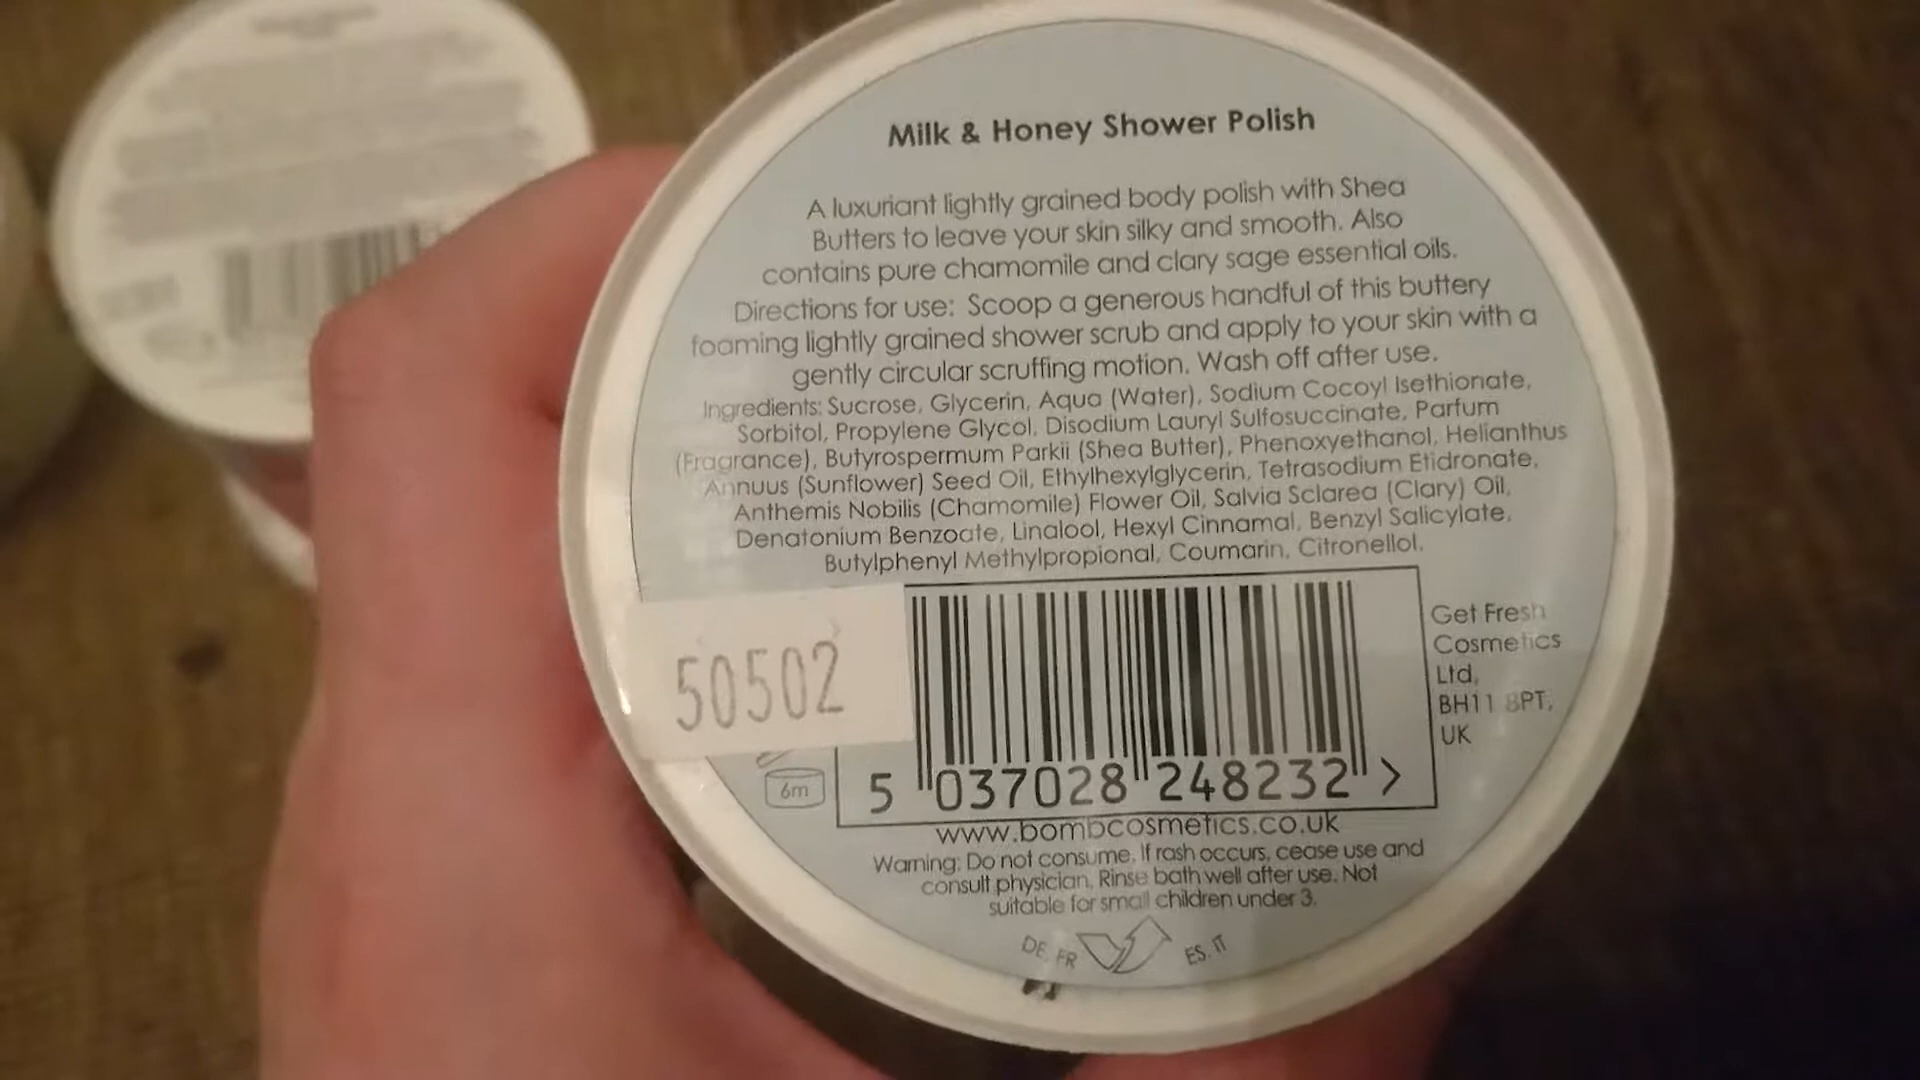 Milk & Honey Shower Polish
A luxuriant lightly grained body polish with Shea
Butters to leave your skin silky and smooth. Also
contains pure chamomile and clary sage essential oils.
Directions for use: Scoop a generous handful of this buttery
foaming lightly grained shower scrub and apply to your skin with a
gently circular scruffing motion. Wash off after use.
Ingredients: Sucrose, Glycerin, Aqua (Water), Sodium Cocoyl Isethionate,
Sorbitol, Propylene Glycol, Disodium Lauryl Sulfosuccinate, Parfum
(Fragrance), Butyrospermum Parkii (Shea Butter), Phenoxyethanol, Helianthus
Annuus (Sunflower) Seed Oil, Ethylhexylglycerin, Tetrasodium Etidronate,
Anthemis Nobilis (Chamomile) Flower Oil, Salvia Sclarea (Clary) Oil,
Denatonium Benzoate, Linalool, Hexyl Cinnamal, Benzyl Salicylate,
Butylphenyl Methylpropional, Coumarin, Citronellol.
50502
Get Fresh
Cosmetics
Ltd,
BH11 8PT,
UK
6m
5 037028 248232 >
www.bombcosmetics.co.uk
Warning: Do not consume. If rash occurs, cease use and
consult physician. Rinse bath well after use. Not
suitable for small children under 3.
DE, FR ES, IT